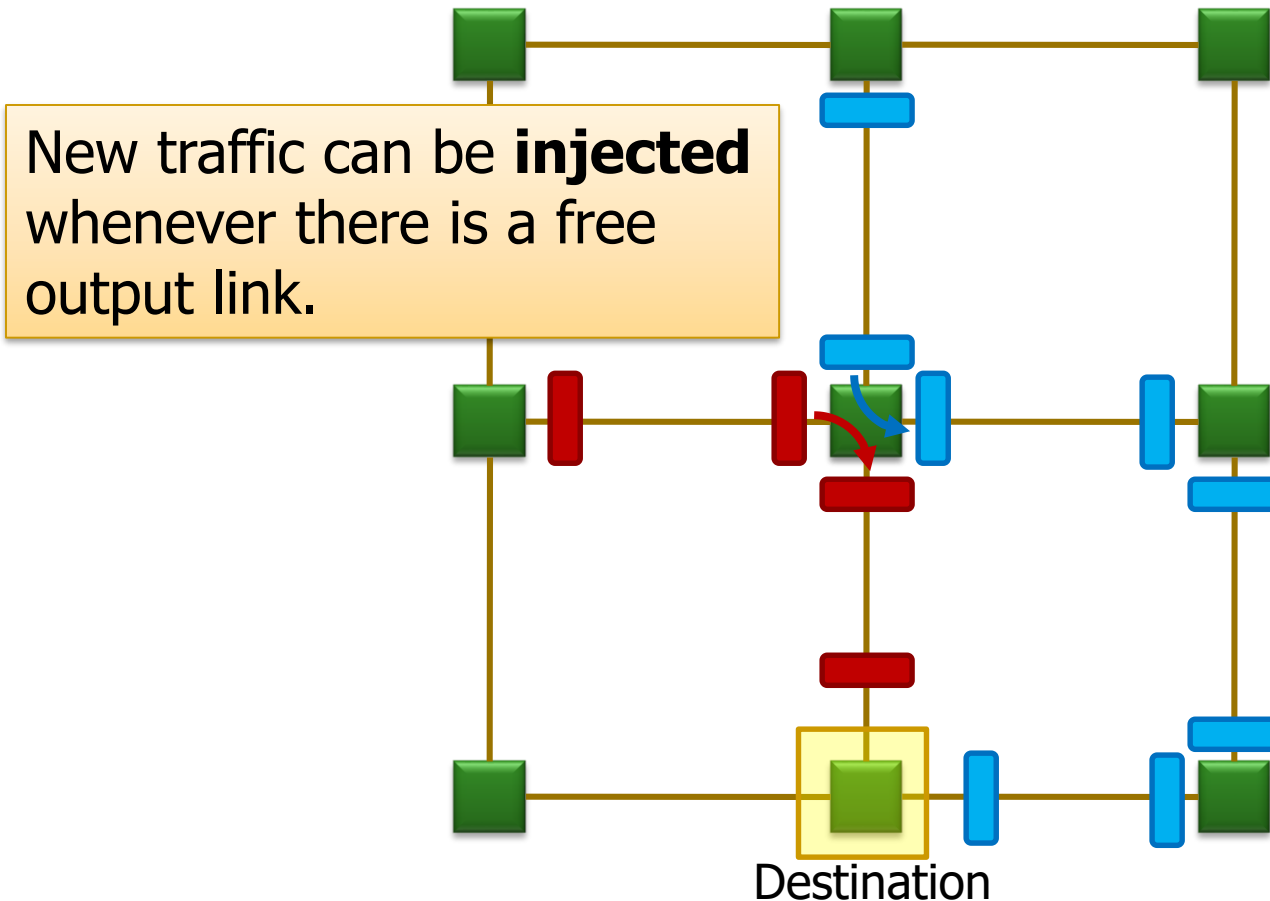 New traffic can be injected
whenever there is a free
output link.
Destination